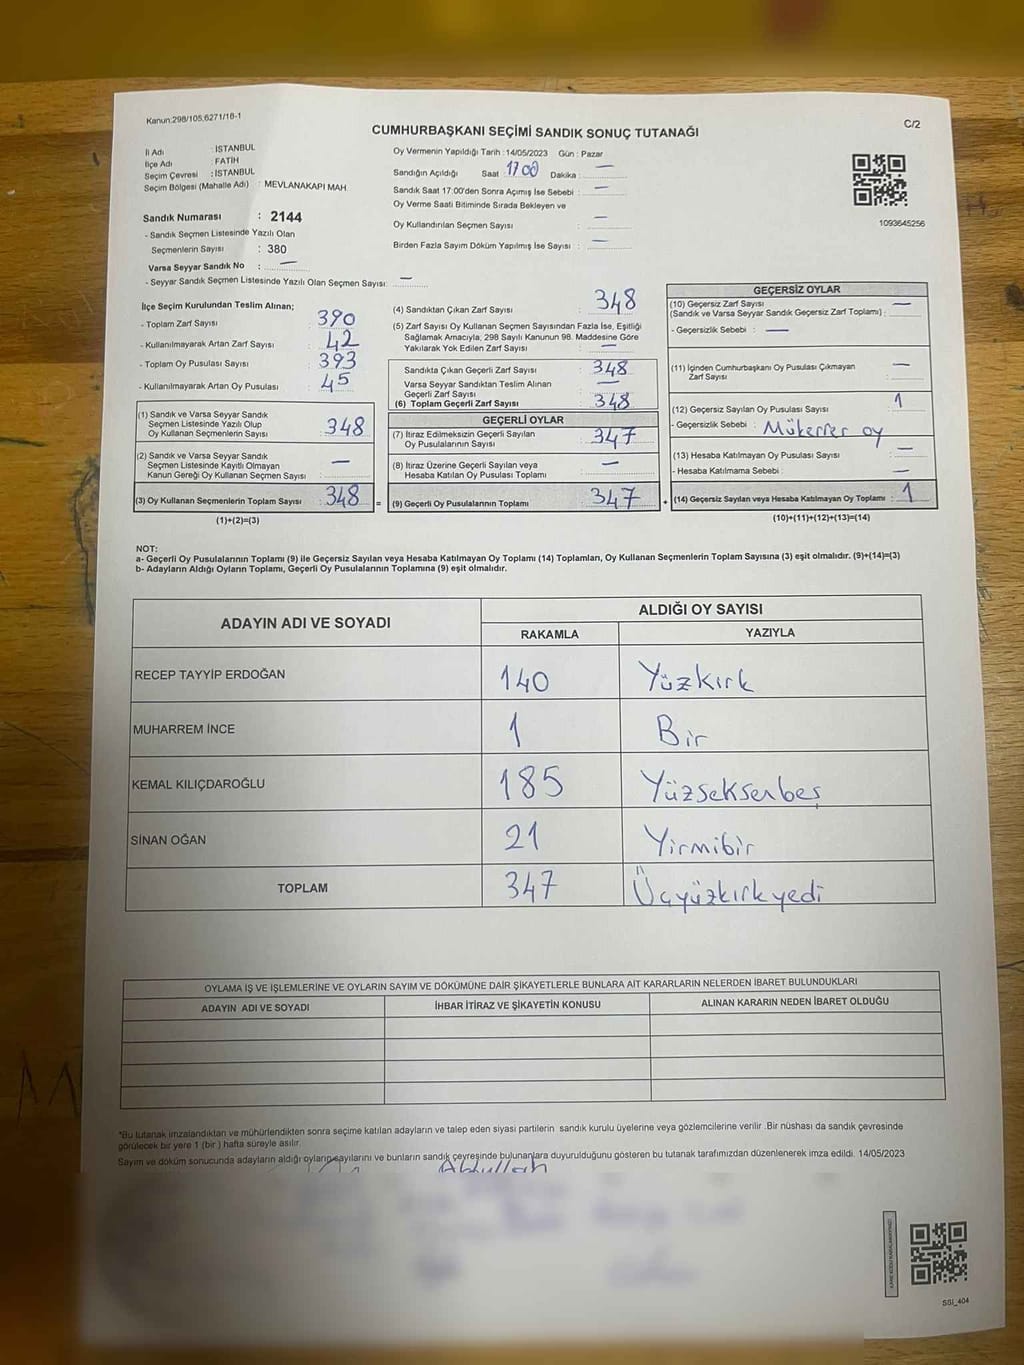 Kanun:298/105,6271/18-1
CUMHURBAŞKANI SEÇİMİ SANDIK SONUÇ TUTANAĞI
C/2
İl Adı : İSTANBUL
İlçe Adı : FATİH
Seçim Çevresi : İSTANBUL
Seçim Bölgesi (Mahalle Adı) : MEVLANAKAPI MAH.
Sandık Numarası : 2144
- Sandık Seçmen Listesinde Yazılı Olan
Seçmenlerin Sayısı : 380
Varsa Seyyar Sandık No : —
- Seyyar Sandık Seçmen Listesinde Yazılı Olan Seçmen Sayısı: —
Oy Vermenin Yapıldığı Tarih : 14/05/2023 Gün : Pazar
Sandığın Açıldığı Saat 17 00 Dakika : —
Sandık Saat 17:00'den Sonra Açılmış İse Sebebi : —
Oy Verme Saati Bitiminde Sırada Bekleyen ve
Oy Kullandırılan Seçmen Sayısı : —
Birden Fazla Sayım Döküm Yapılmış İse Sayısı : —
1093645256
İlçe Seçim Kurulundan Teslim Alınan;
- Toplam Zarf Sayısı : 390
- Kullanılmayarak Artan Zarf Sayısı : 42
- Toplam Oy Pusulası Sayısı : 393
- Kullanılmayarak Artan Oy Pusulası : 45
(1) Sandık ve Varsa Seyyar Sandık
Seçmen Listesinde Yazılı Olup
Oy Kullanan Seçmenlerin Sayısı : 348
(2) Sandık ve Varsa Seyyar Sandık
Seçmen Listesinde Kayıtlı Olmayan
Kanun Gereği Oy Kullanan Seçmen Sayısı : —
(3) Oy Kullanan Seçmenlerin Toplam Sayısı : 348 =
(1)+(2)=(3)
(4) Sandıktan Çıkan Zarf Sayısı : 348
(5) Zarf Sayısı Oy Kullanan Seçmen Sayısından Fazla İse, Eşitliği
Sağlamak Amacıyla, 298 Sayılı Kanunun 98. Maddesine Göre
Yakılarak Yok Edilen Zarf Sayısı : —
Sandıkta Çıkan Geçerli Zarf Sayısı : 348
Varsa Seyyar Sandıktan Teslim Alınan
Geçerli Zarf Sayısı : —
(6) Toplam Geçerli Zarf Sayısı : 348
GEÇERLİ OYLAR
(7) İtiraz Edilmeksizin Geçerli Sayılan
Oy Pusulalarının Sayısı : 347
(8) İtiraz Üzerine Geçerli Sayılan veya
Hesaba Katılan Oy Pusulası Toplamı : —
(9) Geçerli Oy Pusulalarının Toplamı : 347 +
GEÇERSİZ OYLAR
(10) Geçersiz Zarf Sayısı —
(Sandık ve Varsa Seyyar Sandık Geçersiz Zarf Toplamı) :
- Geçersizlik Sebebi : —
(11) İçinden Cumhurbaşkanı Oy Pusulası Çıkmayan
Zarf Sayısı : —
(12) Geçersiz Sayılan Oy Pusulası Sayısı : 1
- Geçersizlik Sebebi : Mükerrer oy
(13) Hesaba Katılmayan Oy Pusulası Sayısı : —
- Hesaba Katılmama Sebebi : —
(14) Geçersiz Sayılan veya Hesaba Katılmayan Oy Toplamı : 1
(10)+(11)+(12)+(13)=(14)
NOT:
a- Geçerli Oy Pusulalarının Toplamı (9) ile Geçersiz Sayılan veya Hesaba Katılmayan Oy Toplamı (14) Toplamları, Oy Kullanan Seçmenlerin Toplam Sayısına (3) eşit olmalıdır. (9)+(14)=(3)
b- Adayların Aldığı Oyların Toplamı, Geçerli Oy Pusulalarının Toplamına (9) eşit olmalıdır.
ADAYIN ADI VE SOYADI
ALDIĞI OY SAYISI
RAKAMLA YAZIYLA
RECEP TAYYİP ERDOĞAN 140 Yüzkırk
MUHARREM İNCE 1 Bir
KEMAL KILIÇDAROĞLU 185 Yüzseksenbeş
SİNAN OĞAN 21 Yirmibir
TOPLAM 347 Üçyüzkırkyedi
OYLAMA İŞ VE İŞLEMLERİNE VE OYLARIN SAYIM VE DÖKÜMÜNE DAİR ŞİKAYETLERLE BUNLARA AİT KARARLARIN NELERDEN İBARET BULUNDUKLARI
ADAYIN ADI VE SOYADI İHBAR İTİRAZ VE ŞİKAYETİN KONUSU ALINAN KARARIN NEDEN İBARET OLDUĞU
*Bu tutanak imzalandıktan ve mühürlendikten sonra seçime katılan adayların ve talep eden siyasi partilerin sandık kurulu üyelerine veya gözlemcilerine verilir .Bir nüshası da sandık çevresinde
görülecek bir yere 1 (bir ) hafta süreyle asılır.
Sayım ve döküm sonucunda adayların aldığı oyların sayılarını ve bunların sandık çevresinde bulunanlara duyurulduğunu gösteren bu tutanak tarafımızdan düzenlenerek imza edildi. 14/05/2023
Abdullah
SSİ_404